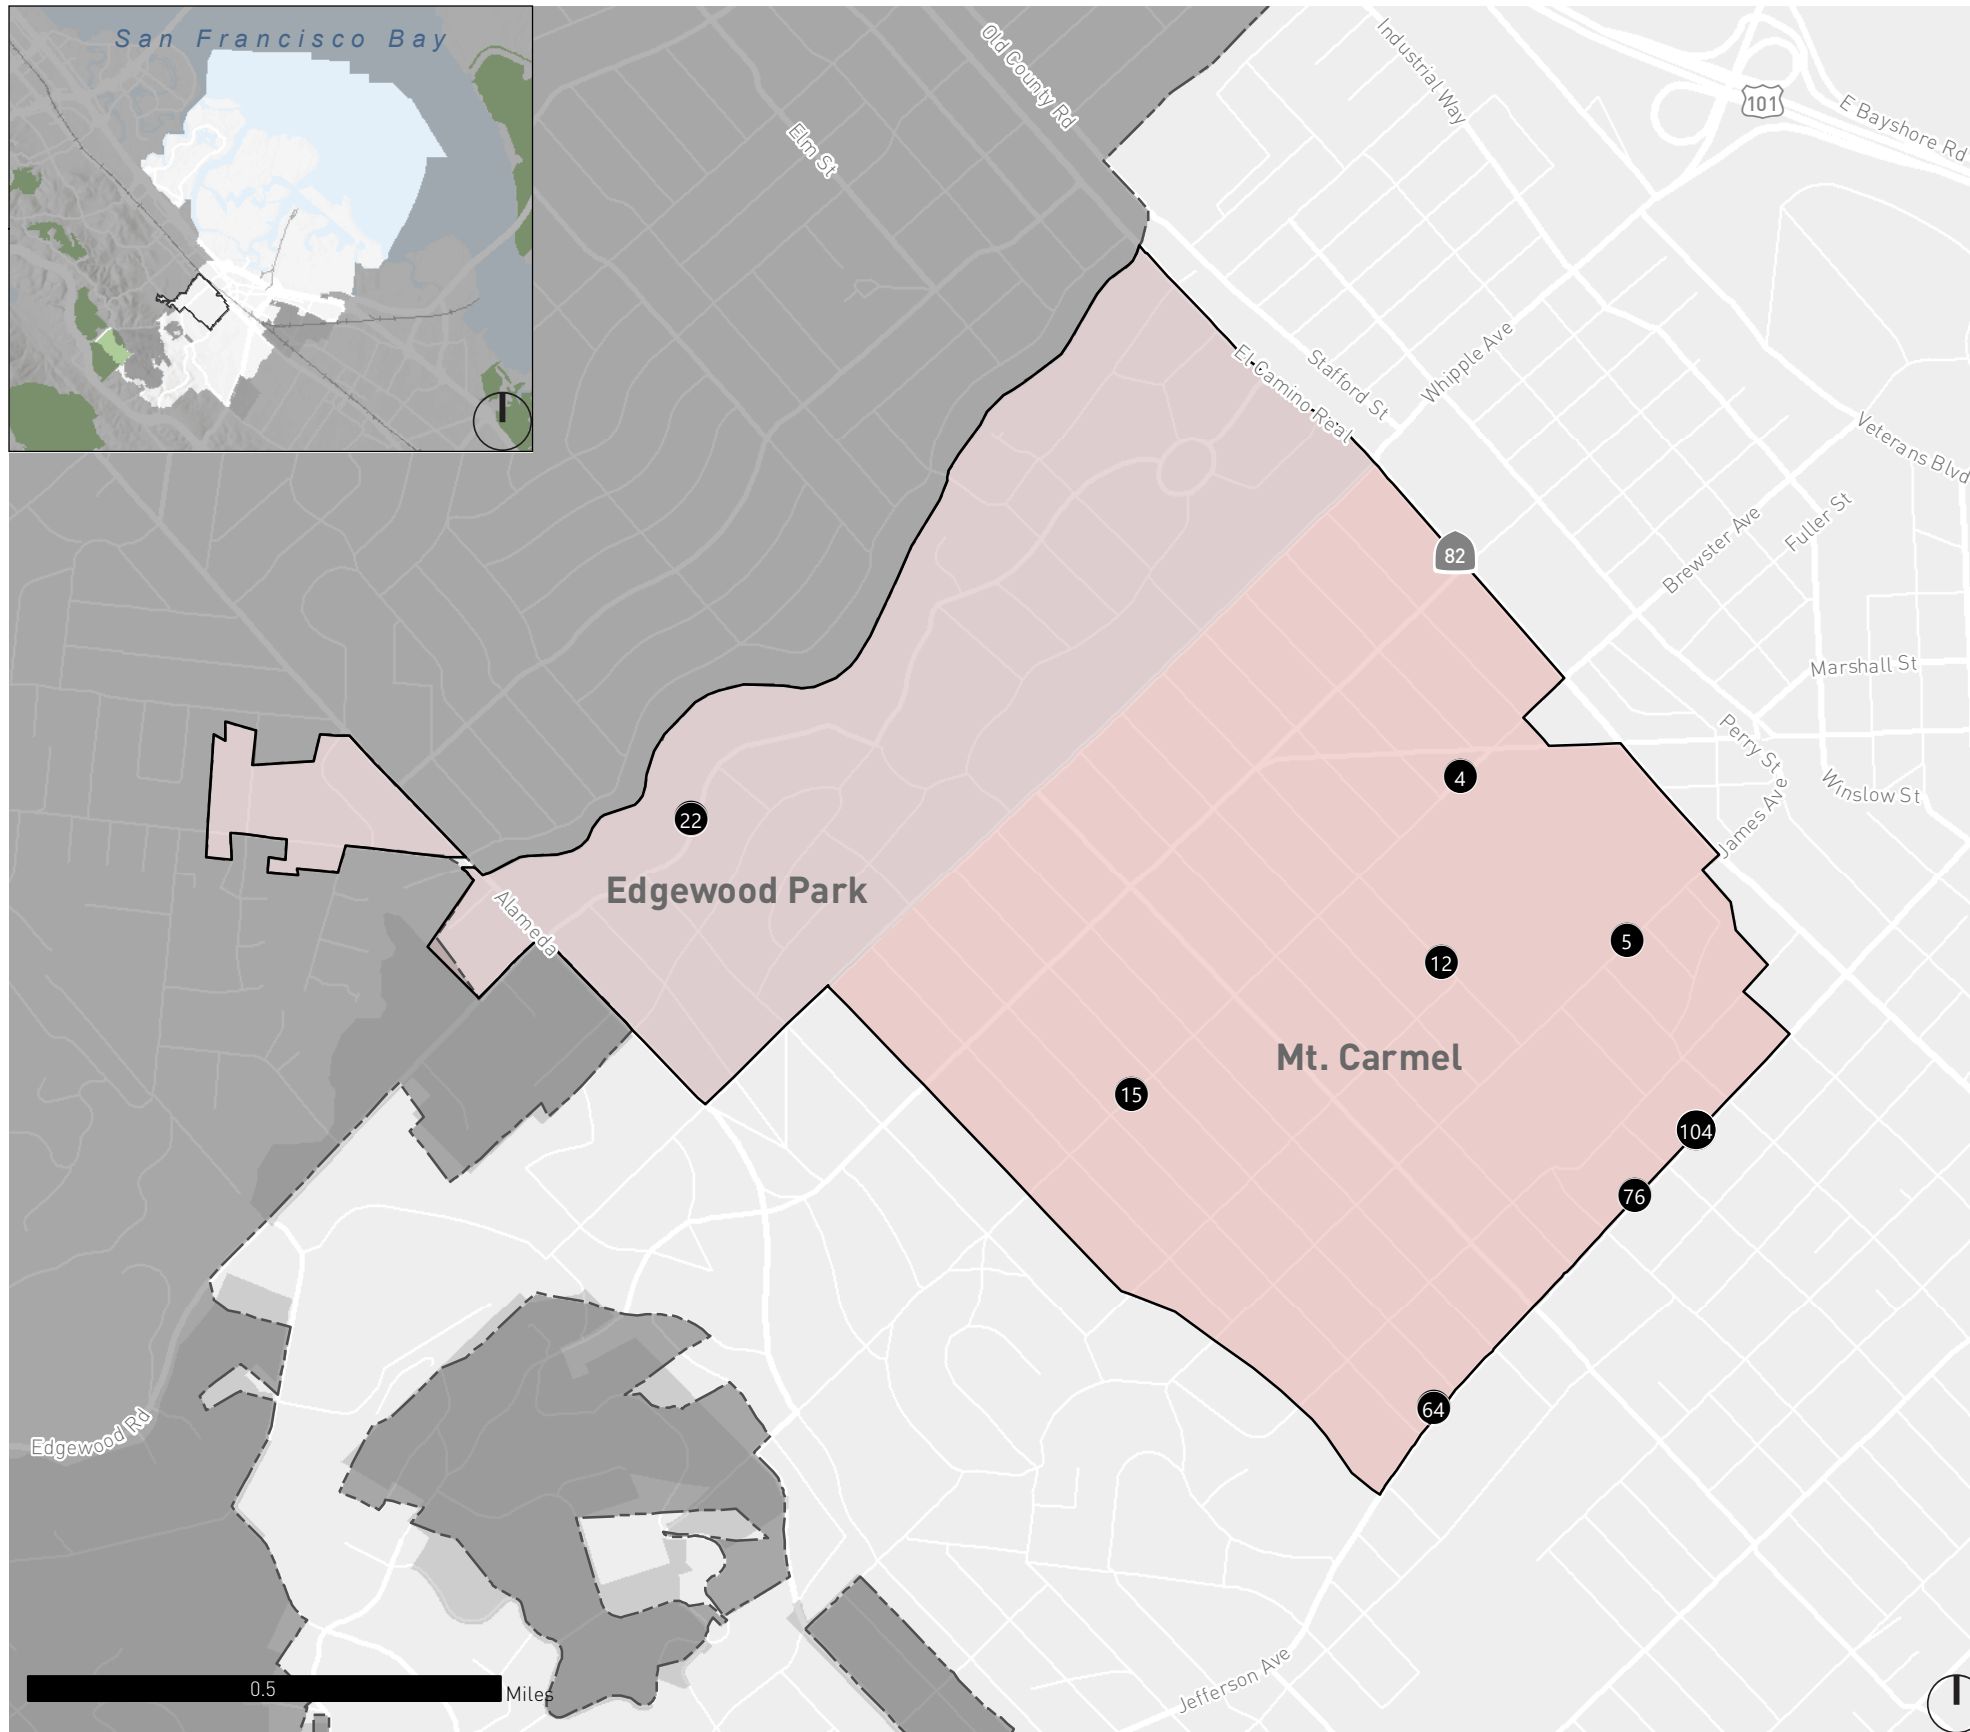 San Francisco Bay
Old County Rd
Industrial Way
101
E Bayshore Rd
Elm St
El Camino Real
Stafford St
Whipple Ave
Veterans Blvd
82
Brewster Ave
Fuller St
Marshall St
Perry St
Winslow St
James Ave
4
22
Edgewood Park
Alameda
5
12
Mt. Carmel
15
104
76
64
Edgewood Rd
Jefferson Ave
0.5
Miles